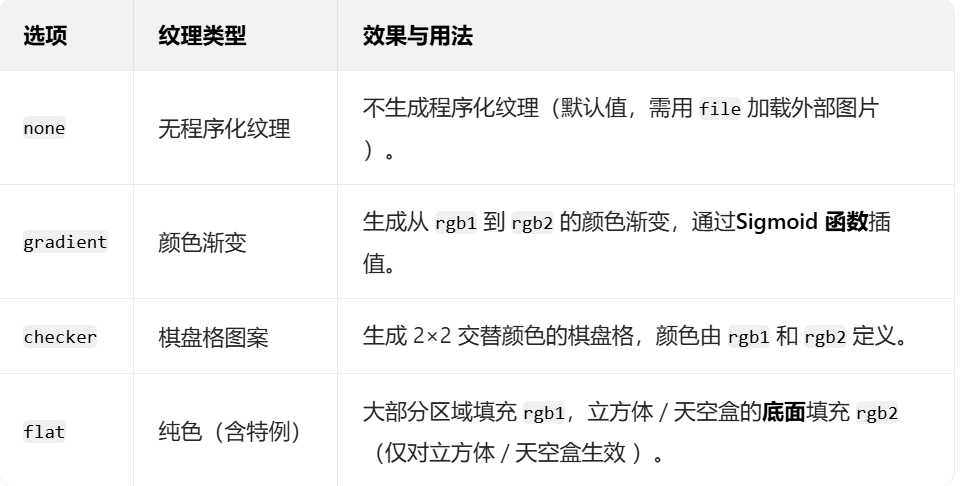 选项 纹理类型 效果与用法
none 无程序化纹理 不生成程序化纹理（默认值，需用 file 加载外部图片
）。
gradient 颜色渐变 生成从 rgb1 到 rgb2 的颜色渐变，通过Sigmoid 函数插
值。
checker 棋盘格图案 生成 2×2 交替颜色的棋盘格，颜色由 rgb1 和 rgb2 定义。
flat 纯色（含特例） 大部分区域填充 rgb1，立方体 / 天空盒的底面填充 rgb2
（仅对立方体 / 天空盒生效 ）。